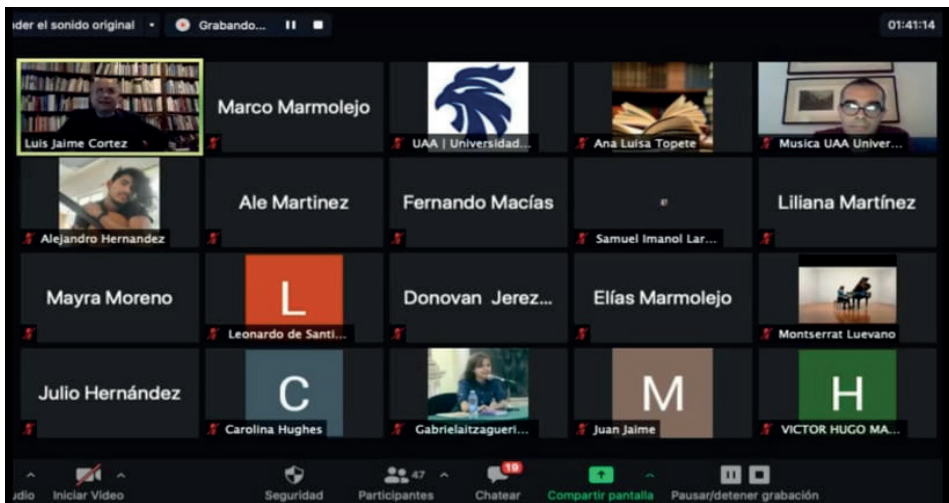 der el sonido original
Grabando...
01:41:14
Luis Jaime Cortez
Marco Marmolejo
UAA | Universidad...
Ana Luisa Topete
Musica UAA Univer...
Alejandro Hernandez
Ale Martinez
Fernando Macías
Samuel Imanol Lar...
Liliana Martínez
Mayra Moreno
L
Leonardo de Santi...
Donovan Jerez...
Elías Marmolejo
Montserrat Luevano
Julio Hernández
C
Carolina Hughes
Gabrielaitzagueri...
M
Juan Jaime
H
VICTOR HUGO MA...
udio
Iniciar Video
Seguridad
47
Participantes
19
Chatear
Compartir pantalla
Pausar/detener grabación